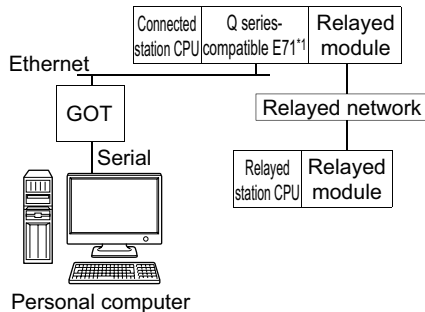 Connected
station CPU
Q series-
compatible E71*1
Relayed
module
Ethernet
GOT
Relayed network
Serial
Relayed
station CPU
Relayed
module
Personal computer